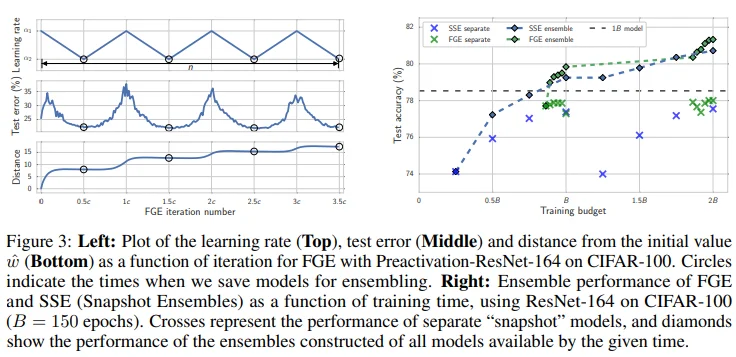 Learning rate
α₁
α₂
n
Test error (%)
35
30
25
Distance
15
10
5
0
0 0.5c 1c 1.5c 2c 2.5c 3c 3.5c
FGE iteration number
SSE separate SSE ensemble 1B model
FGE separate FGE ensemble
Test accuracy (%)
82
80
78
76
74
0 0.5B B 1.5B 2B
Training budget
Figure 3: Left: Plot of the learning rate (Top), test error (Middle) and distance from the initial value
ŵ (Bottom) as a function of iteration for FGE with Preactivation-ResNet-164 on CIFAR-100. Circles
indicate the times when we save models for ensembling. Right: Ensemble performance of FGE
and SSE (Snapshot Ensembles) as a function of training time, using ResNet-164 on CIFAR-100
(B = 150 epochs). Crosses represent the performance of separate “snapshot” models, and diamonds
show the performance of the ensembles constructed of all models available by the given time.